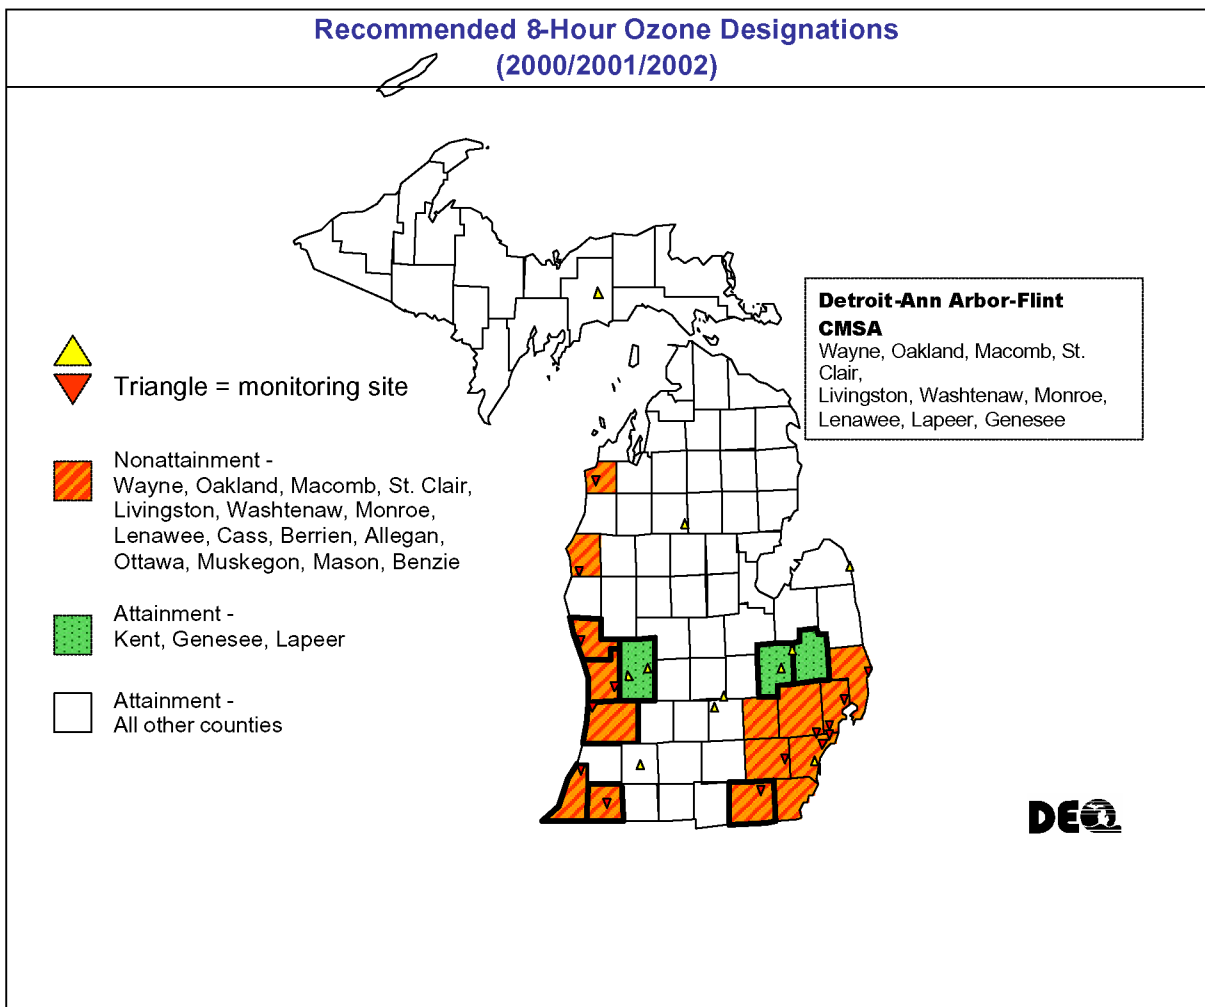 Recommended 8-Hour Ozone Designations
(2000/2001/2002)
Detroit-Ann Arbor-Flint
CMSA
Wayne, Oakland, Macomb, St.
Clair,
Livingston, Washtenaw, Monroe,
Lenawee, Lapeer, Genesee
Triangle = monitoring site
Nonattainment -
Wayne, Oakland, Macomb, St. Clair,
Livingston, Washtenaw, Monroe,
Lenawee, Cass, Berrien, Allegan,
Ottawa, Muskegon, Mason, Benzie
Attainment -
Kent, Genesee, Lapeer
Attainment -
All other counties
DEQ